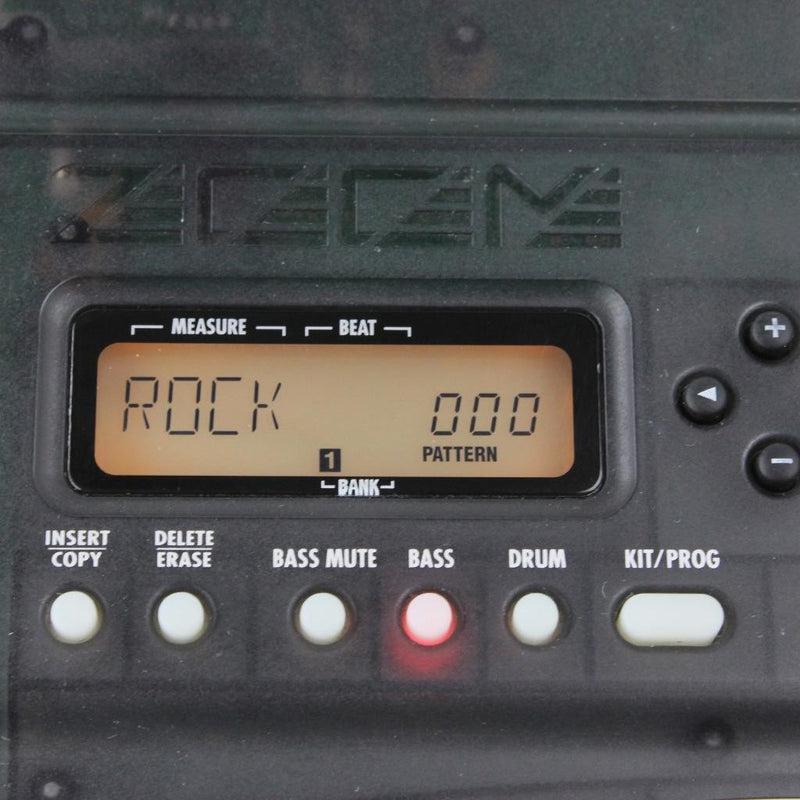 ZOOM
MEASURE BEAT
ROCK 000
1 PATTERN
BANK
INSERT DELETE
COPY ERASE BASS MUTE BASS DRUM KIT/PROG